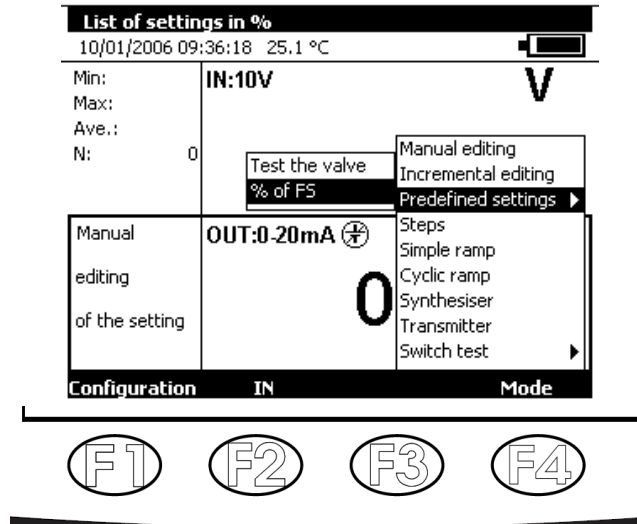 List of settings in %
10/01/2006 09:36:18 25.1 °C
Min:
Max:
Ave.:
N: 0
IN:10V
V
Test the valve
% of FS
Manual editing
Incremental editing
Predefined settings
Steps
Simple ramp
Cyclic ramp
Synthesiser
Transmitter
Switch test
Manual
editing
of the setting
OUT:0-20mA
0
Configuration IN Mode
F1 F2 F3 F4